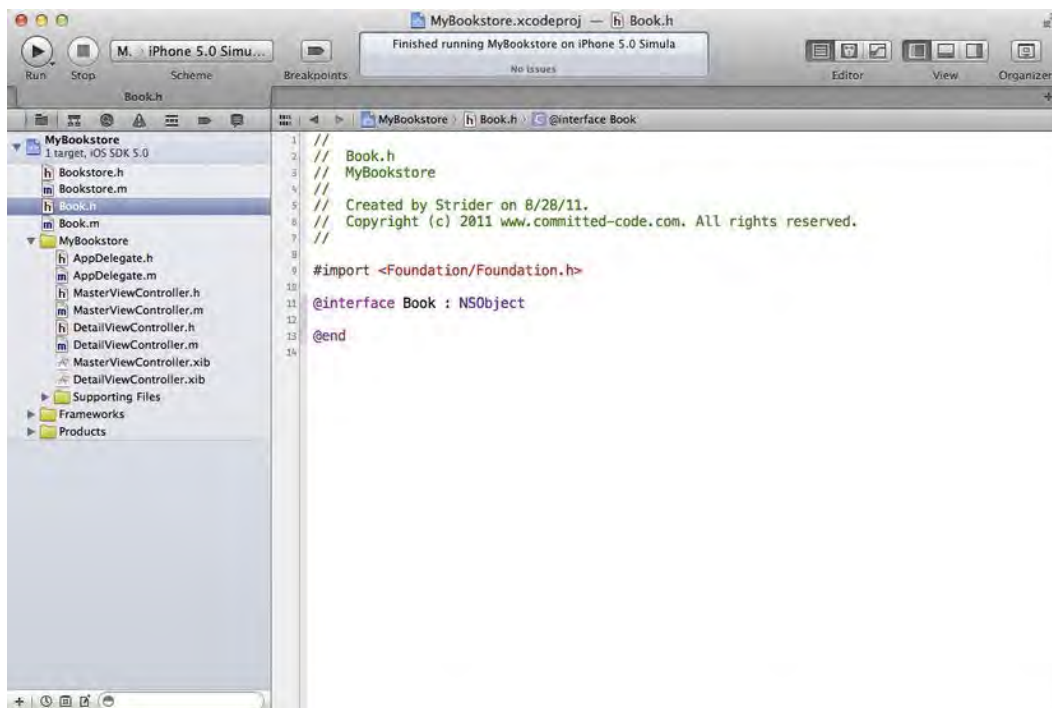 MyBookstore.xcodeproj — h Book.h
M. iPhone 5.0 Simu...
Finished running MyBookstore on iPhone 5.0 Simula
No Issues
Run Stop Scheme Breakpoints Editor View Organizer
Book.h
MyBookstore
1 target, iOS SDK 5.0
h Bookstore.h
m Bookstore.m
h Book.h
m Book.m
MyBookstore
h AppDelegate.h
m AppDelegate.m
h MasterViewController.h
m MasterViewController.m
h DetailViewController.h
m DetailViewController.m
MasterViewController.xib
DetailViewController.xib
Supporting Files
Frameworks
Products
MyBookstore h Book.h C @interface Book
1 //
2 // Book.h
3 // MyBookstore
4 //
5 // Created by Strider on 8/28/11.
6 // Copyright (c) 2011 www.committed-code.com. All rights reserved.
7 //
8
9 #import <Foundation/Foundation.h>
10
11 @interface Book : NSObject
12
13 @end
14